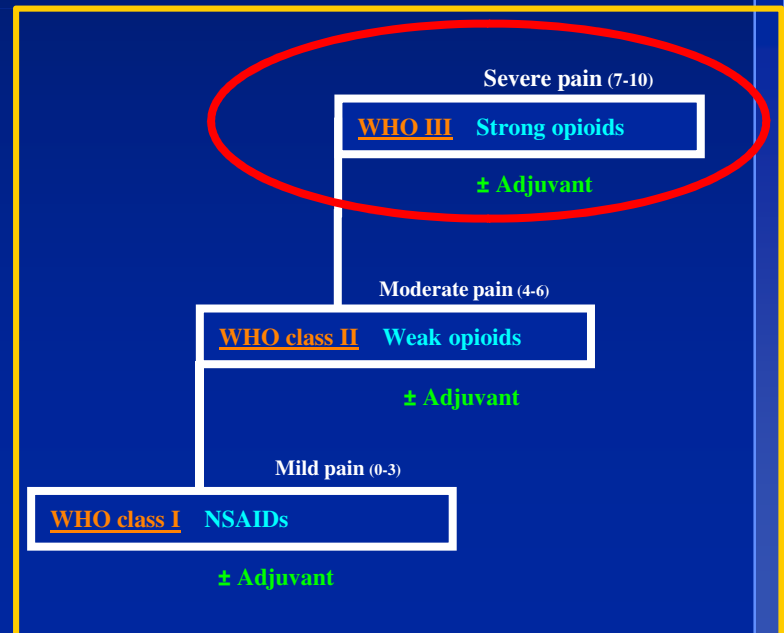 Severe pain (7-10)
WHO III Strong opioids
± Adjuvant
Moderate pain (4-6)
WHO class II Weak opioids
± Adjuvant
Mild pain (0-3)
WHO class I NSAIDs
± Adjuvant